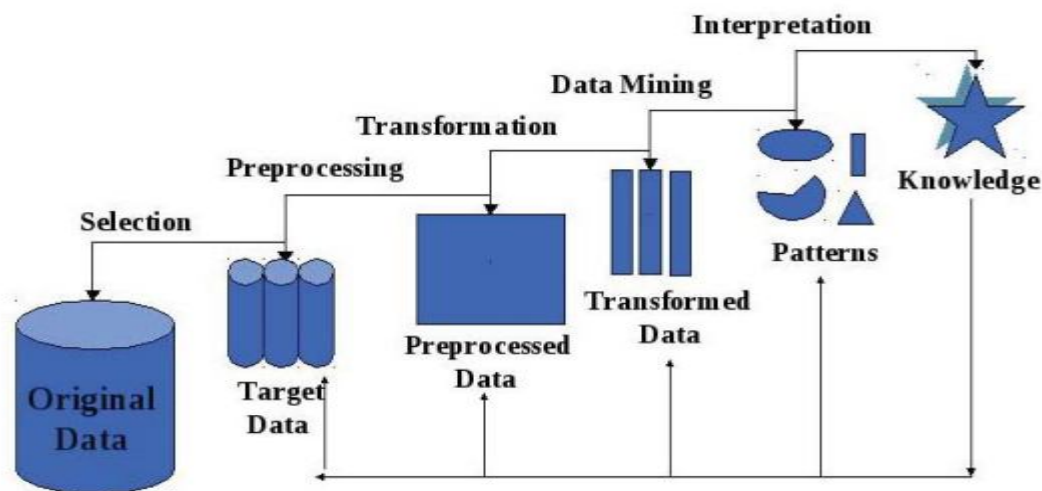 Interpretation
Data Mining
Transformation
Preprocessing
Selection
Knowledge
Patterns
Transformed
Data
Preprocessed
Data
Target
Data
Original
Data